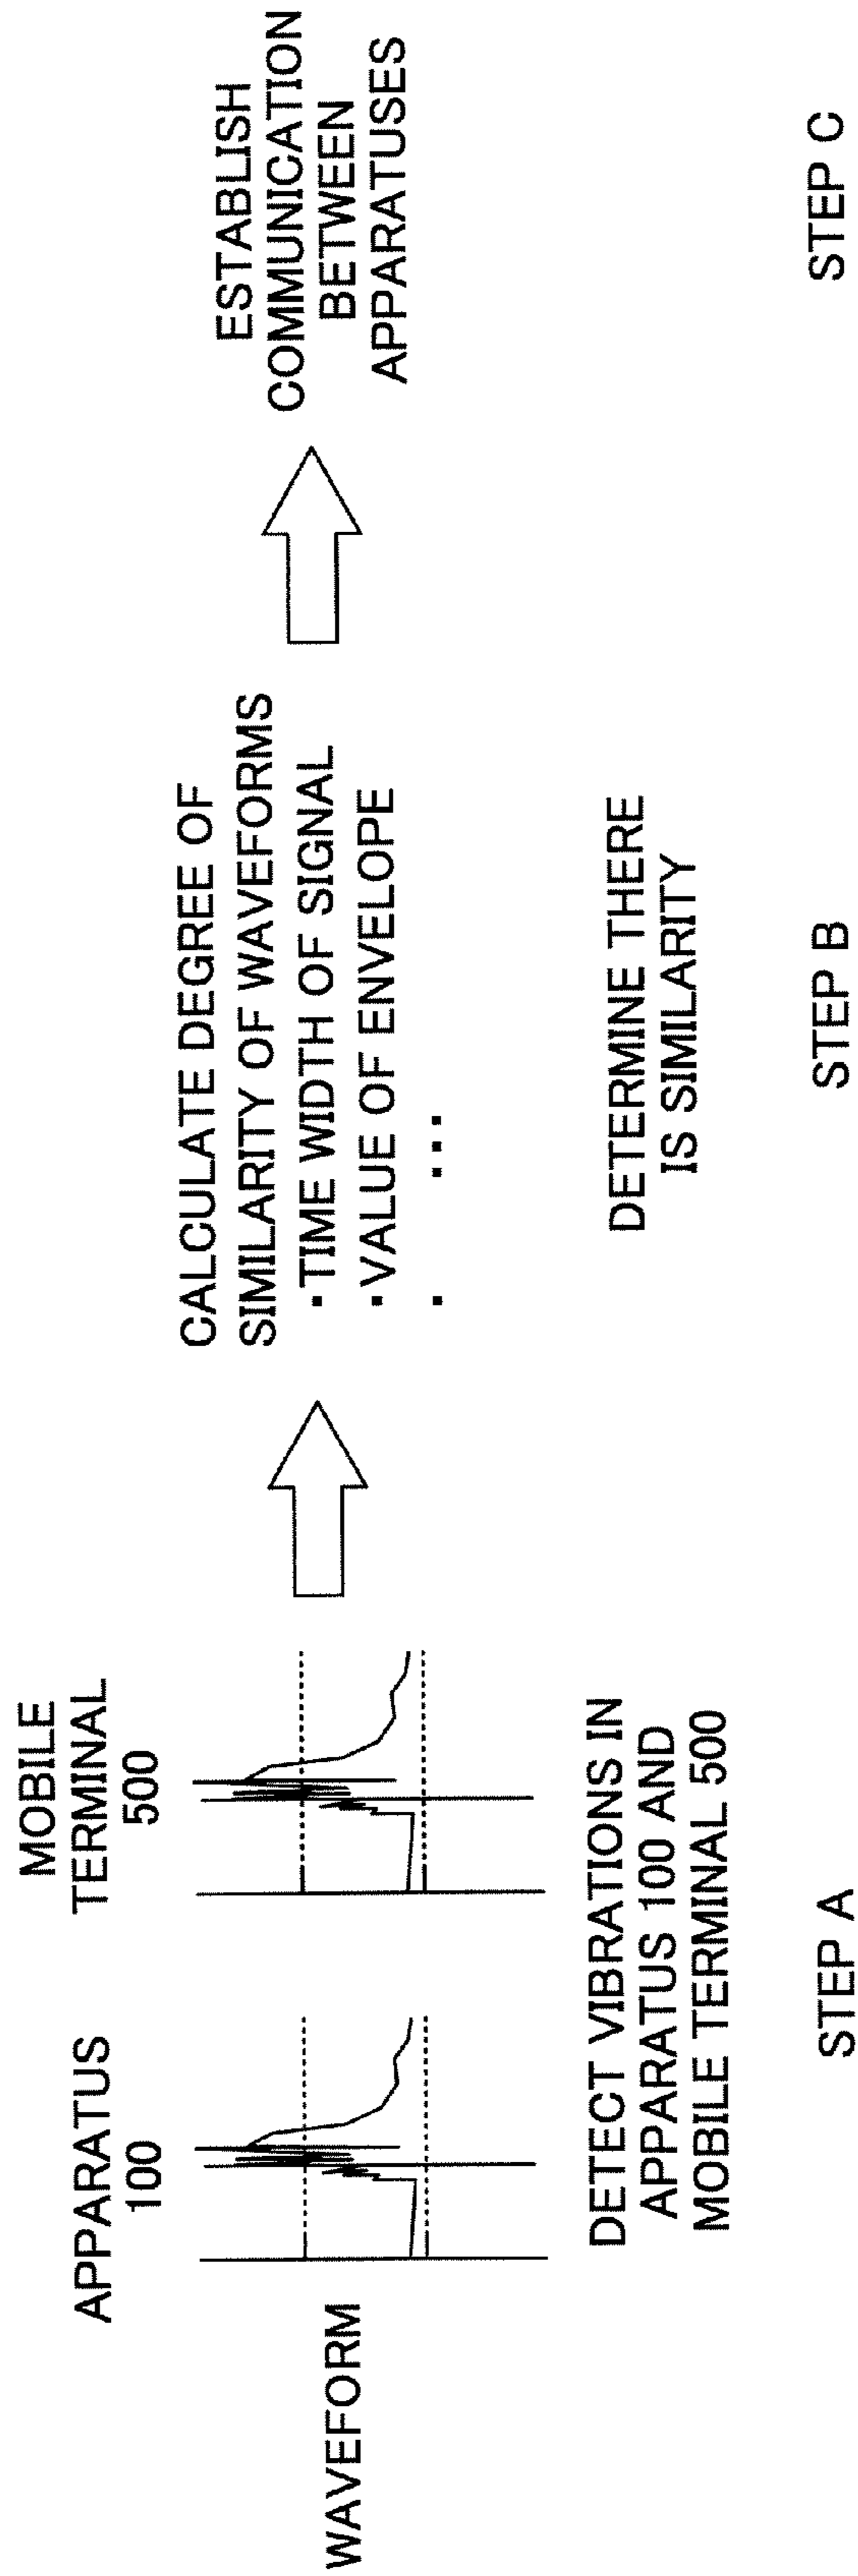 WAVEFORM
APPARATUS
100
MOBILE
TERMINAL
500
DETECT VIBRATIONS IN
APPARATUS 100 AND
MOBILE TERMINAL 500
STEP A
CALCULATE DEGREE OF
SIMILARITY OF WAVEFORMS
・TIME WIDTH OF SIGNAL
・VALUE OF ENVELOPE
・ ...
DETERMINE THERE
IS SIMILARITY
STEP B
ESTABLISH
COMMUNICATION
BETWEEN
APPARATUSES
STEP C